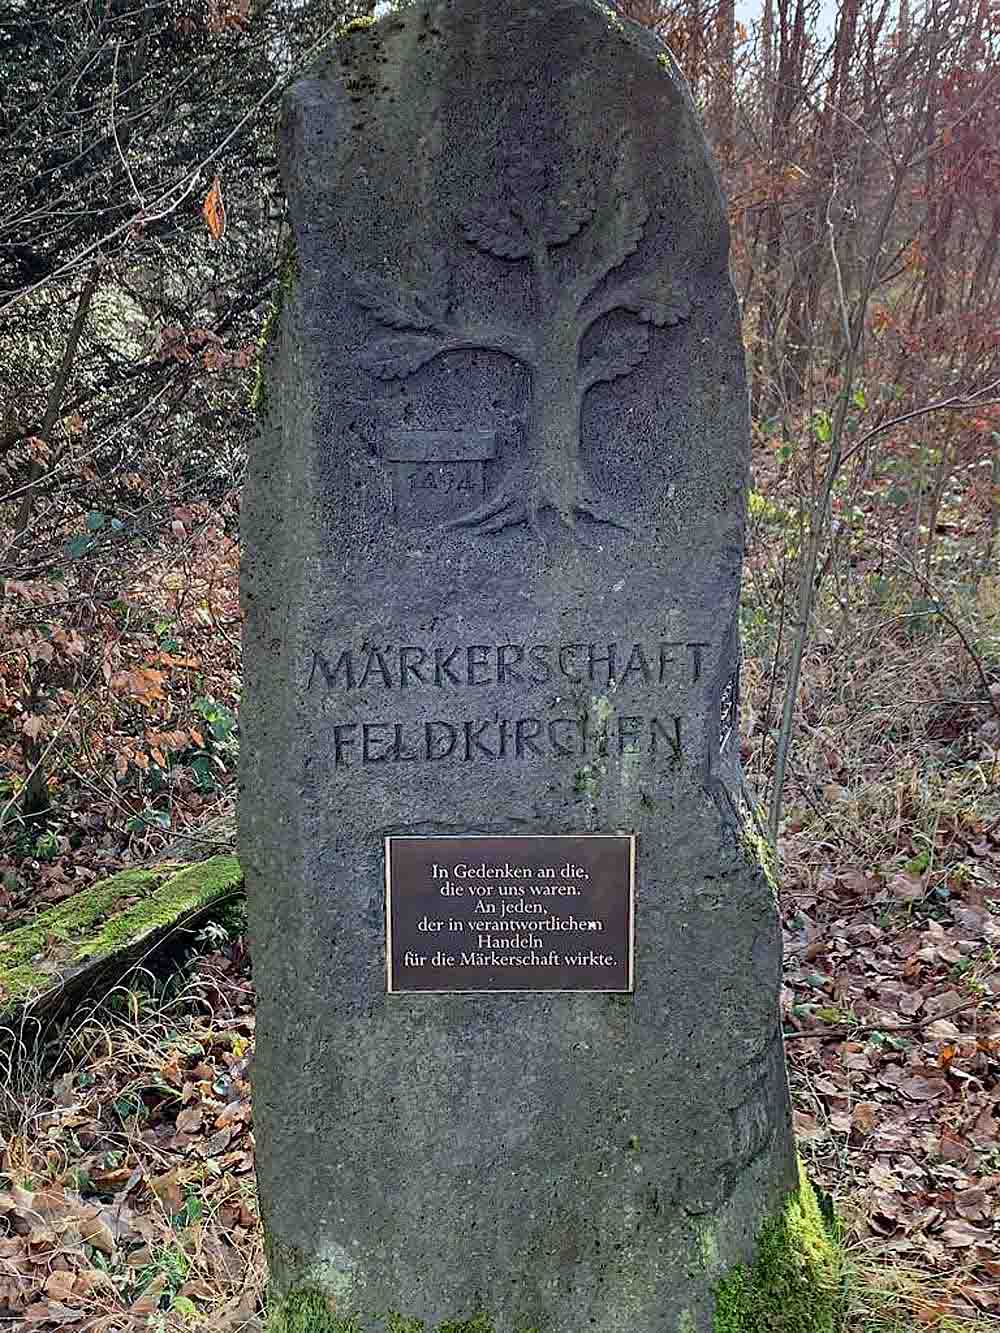 1494
MÄRKERSCHAFT
FELDKIRCHEN
In Gedenken an die,
die vor uns waren.
An jeden,
der in verantwortlichem
Handeln
für die Märkerschaft wirkte.